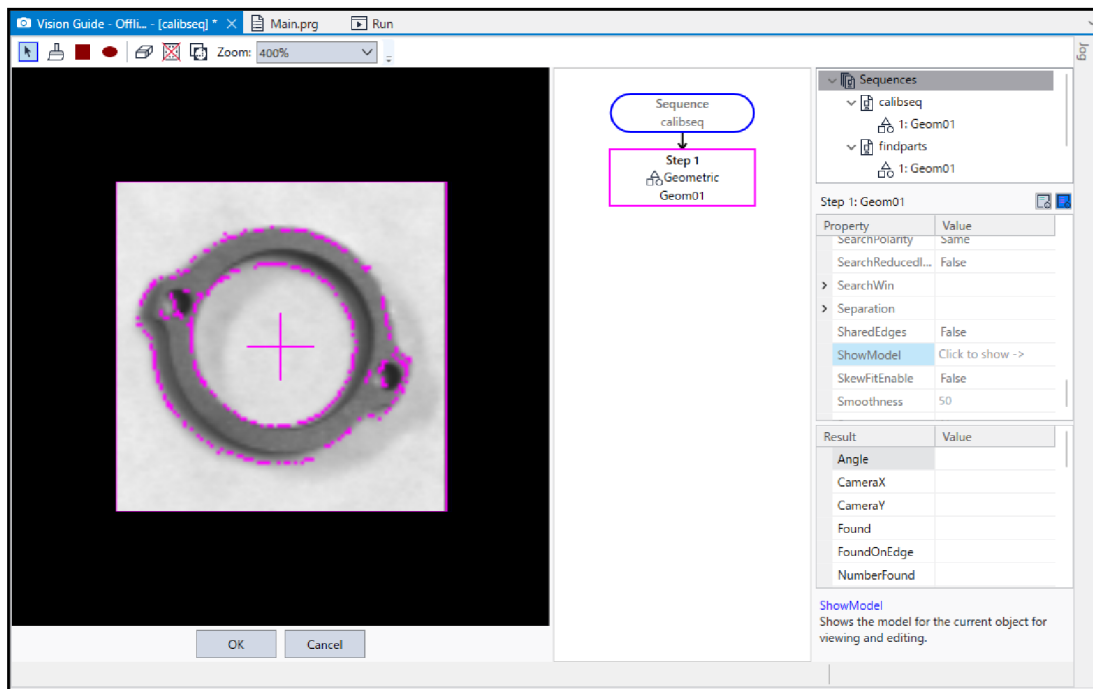 Vision Guide - Offli... - [calibseq] *
Main.prg
Run
Jog
Zoom: 400%
Sequence
calibseq
Step 1
Geometric
Geom01
Sequences
calibseq
1: Geom01
findparts
1: Geom01
Step 1: Geom01
Property Value
SearchPolarity Same
SearchReducedI... False
SearchWin
Separation
SharedEdges False
ShowModel Click to show ->
SkewFitEnable False
Smoothness 50
Result Value
Angle
CameraX
CameraY
Found
FoundOnEdge
NumberFound
ShowModel
Shows the model for the current object for
viewing and editing.
OK Cancel